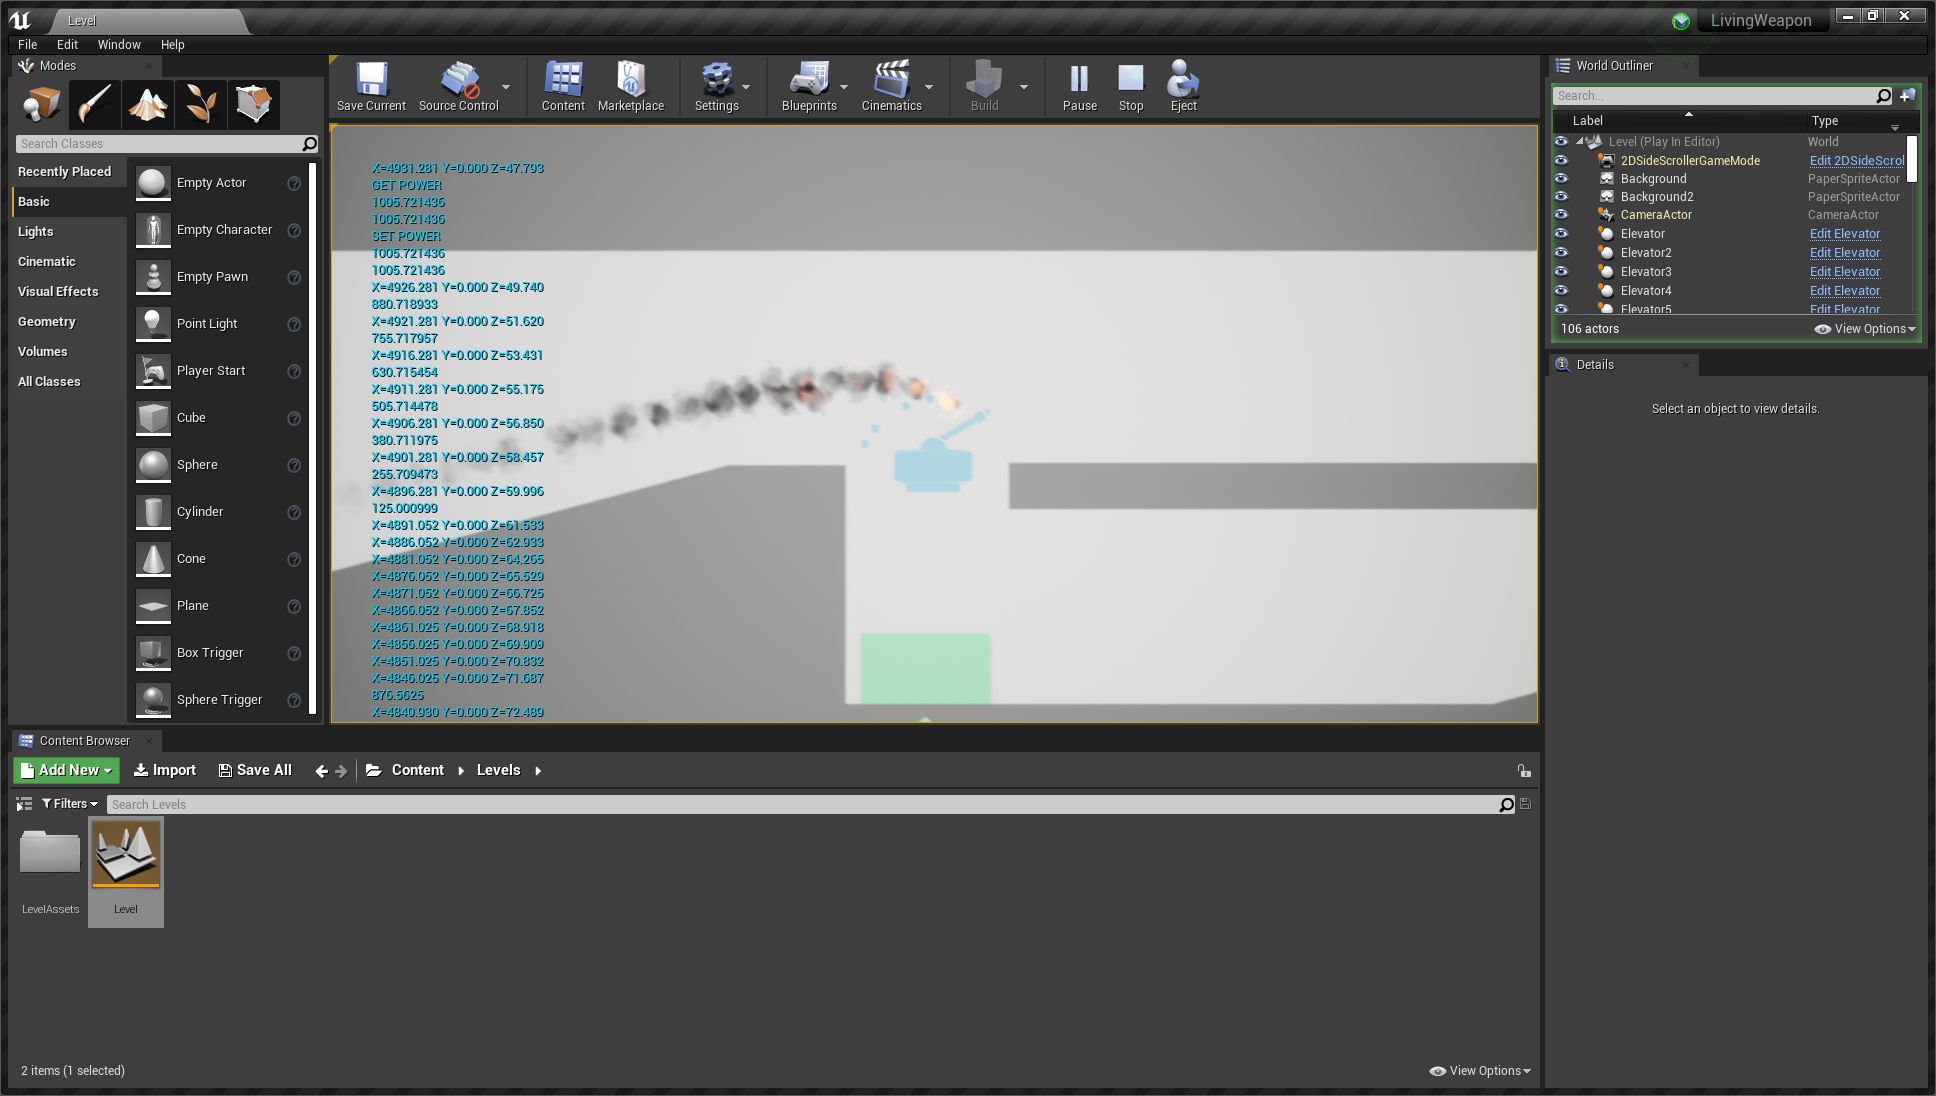 Level
LivingWeapon
File Edit Window Help
Modes
Search Classes
Recently Placed
Basic
Lights
Cinematic
Visual Effects
Geometry
Volumes
All Classes
Empty Actor
Empty Character
Empty Pawn
Point Light
Player Start
Cube
Sphere
Cylinder
Cone
Plane
Box Trigger
Sphere Trigger
Save Current
Source Control
Content
Marketplace
Settings
Blueprints
Cinematics
Build
Pause
Stop
Eject
X=4931.281 Y=0.000 Z=47.793
GET POWER
1005.721436
1005.721436
SET POWER
1005.721436
1005.721436
X=4926.281 Y=0.000 Z=49.740
880.718933
X=4921.281 Y=0.000 Z=51.620
755.717957
X=4916.281 Y=0.000 Z=53.431
630.715454
X=4911.281 Y=0.000 Z=55.175
505.714478
X=4906.281 Y=0.000 Z=56.850
380.711975
X=4901.281 Y=0.000 Z=58.457
255.709473
X=4896.281 Y=0.000 Z=59.996
125.000999
X=4891.052 Y=0.000 Z=61.533
X=4886.052 Y=0.000 Z=62.933
X=4881.052 Y=0.000 Z=64.265
X=4876.052 Y=0.000 Z=65.529
X=4871.052 Y=0.000 Z=66.725
X=4866.052 Y=0.000 Z=67.852
X=4861.025 Y=0.000 Z=68.918
X=4856.025 Y=0.000 Z=69.909
X=4851.025 Y=0.000 Z=70.832
X=4846.025 Y=0.000 Z=71.687
876.5625
X=4840.930 Y=0.000 Z=72.489
World Outliner
Search...
Label Type
Level (Play In Editor) World
2DSideScrollerGameMode Edit 2DSideScrol
Background PaperSpriteActor
Background2 PaperSpriteActor
CameraActor CameraActor
Elevator Edit Elevator
Elevator2 Edit Elevator
Elevator3 Edit Elevator
Elevator4 Edit Elevator
Elevator5 Edit Elevator
106 actors View Options
Details
Select an object to view details.
Content Browser
Add New Import Save All Content Levels
Filters Search Levels
LevelAssets
Level
2 items (1 selected)
View Options